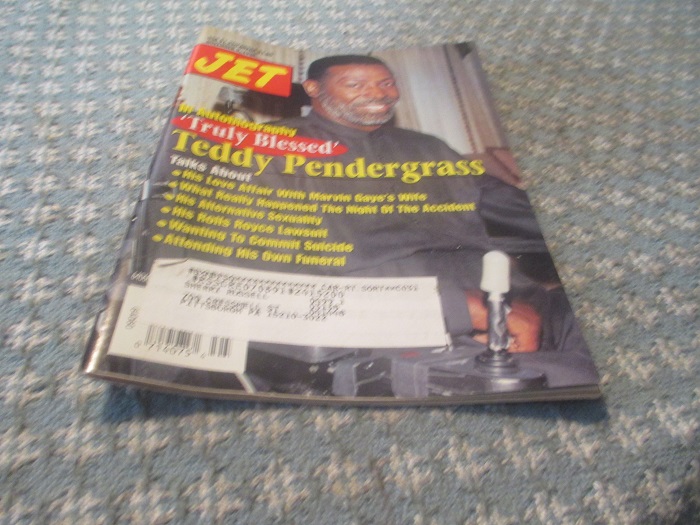 JET
In Autobiography
'Truly Blessed'
Teddy Pendergrass
Talks About
• His Love Affair With Marvin Gaye's Wife
• What Really Happened The Night Of The Accident
• His Alternative Sexuality
• His Rolls Royce Lawsuit
• Wanting To Commit Suicide
• Attending His Own Funeral